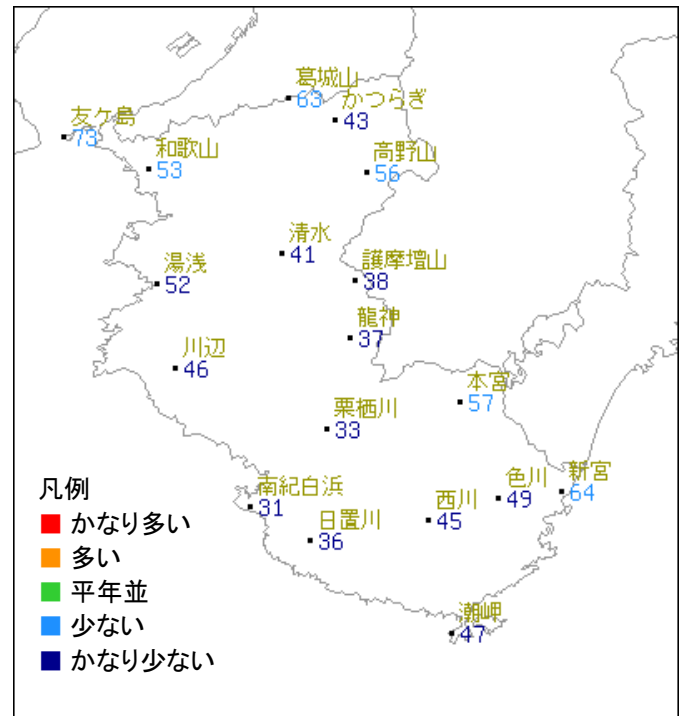 葛城山
63
かつらぎ
43
友ケ島
73
和歌山
53
高野山
56
清水
41
湯浅
52
護摩壇山
38
龍神
37
川辺
46
本宮
57
栗栖川
33
南紀白浜
31
日置川
36
西川
45
色川
49
新宮
64
潮岬
47
凡例
かなり多い
多い
平年並
少ない
かなり少ない